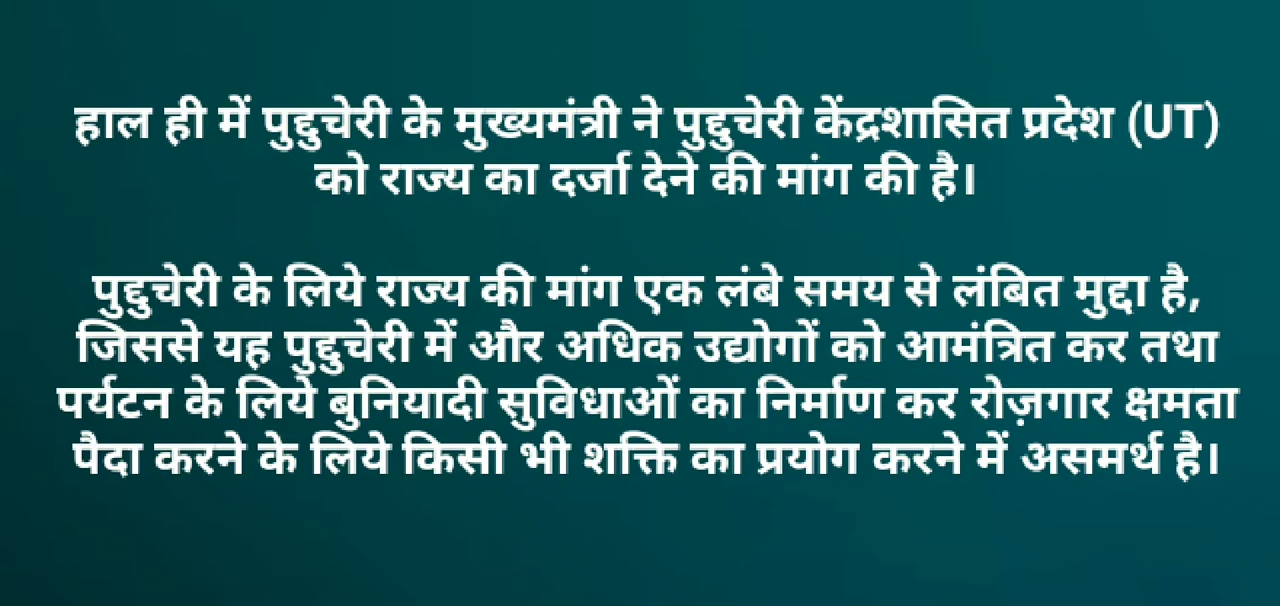 हाल ही में पुद्दुचेरी के मुख्यमंत्री ने पुद्दुचेरी केंद्रशासित प्रदेश (UT)
को राज्य का दर्जा देने की मांग की है।
पुद्दुचेरी के लिये राज्य की मांग एक लंबे समय से लंबित मुद्दा है,
जिससे यह पुद्दुचेरी में और अधिक उद्योगों को आमंत्रित कर तथा
पर्यटन के लिये बुनियादी सुविधाओं का निर्माण कर रोज़गार क्षमता
पैदा करने के लिये किसी भी शक्ति का प्रयोग करने में असमर्थ है।